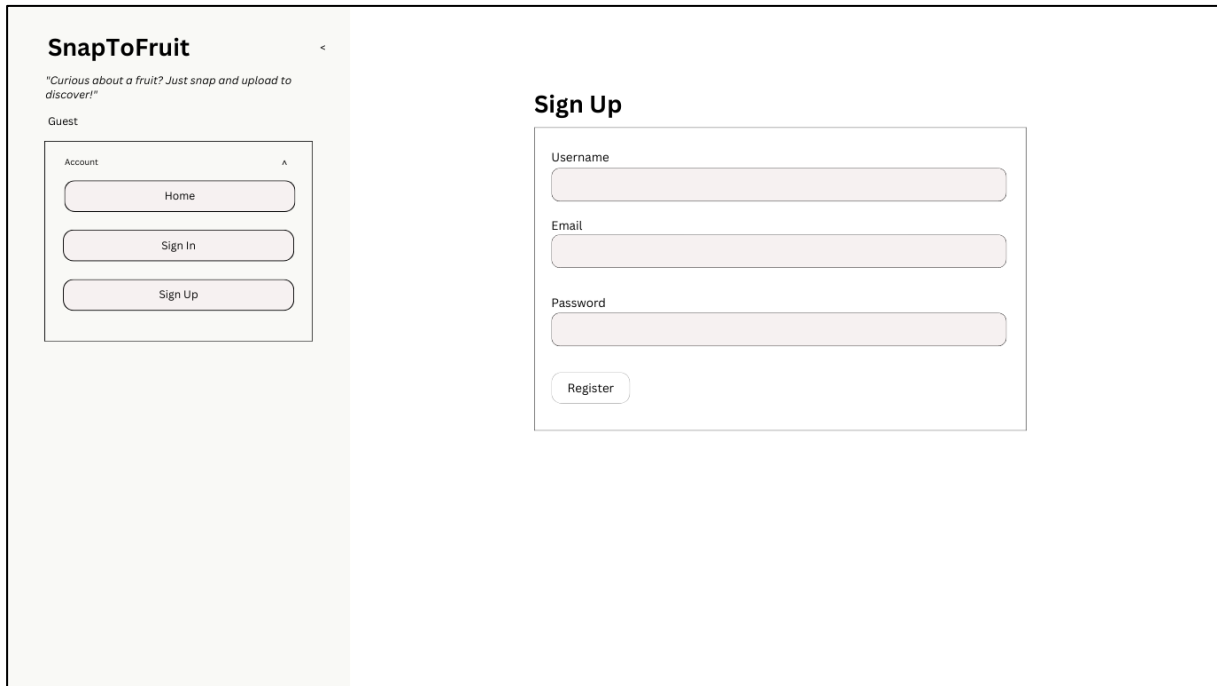 SnapToFruit <
"Curious about a fruit? Just snap and upload to
discover!"
Guest
Account ^
Home
Sign In
Sign Up
Sign Up
Username
Email
Password
Register